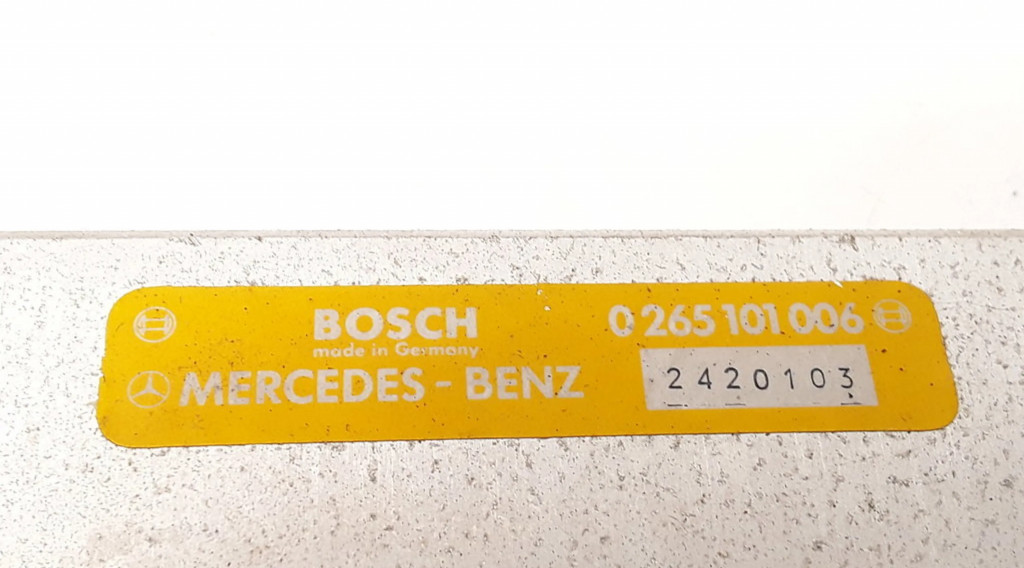 BOSCH 0 265 101 006
made in Germany
MERCEDES - BENZ 2420103